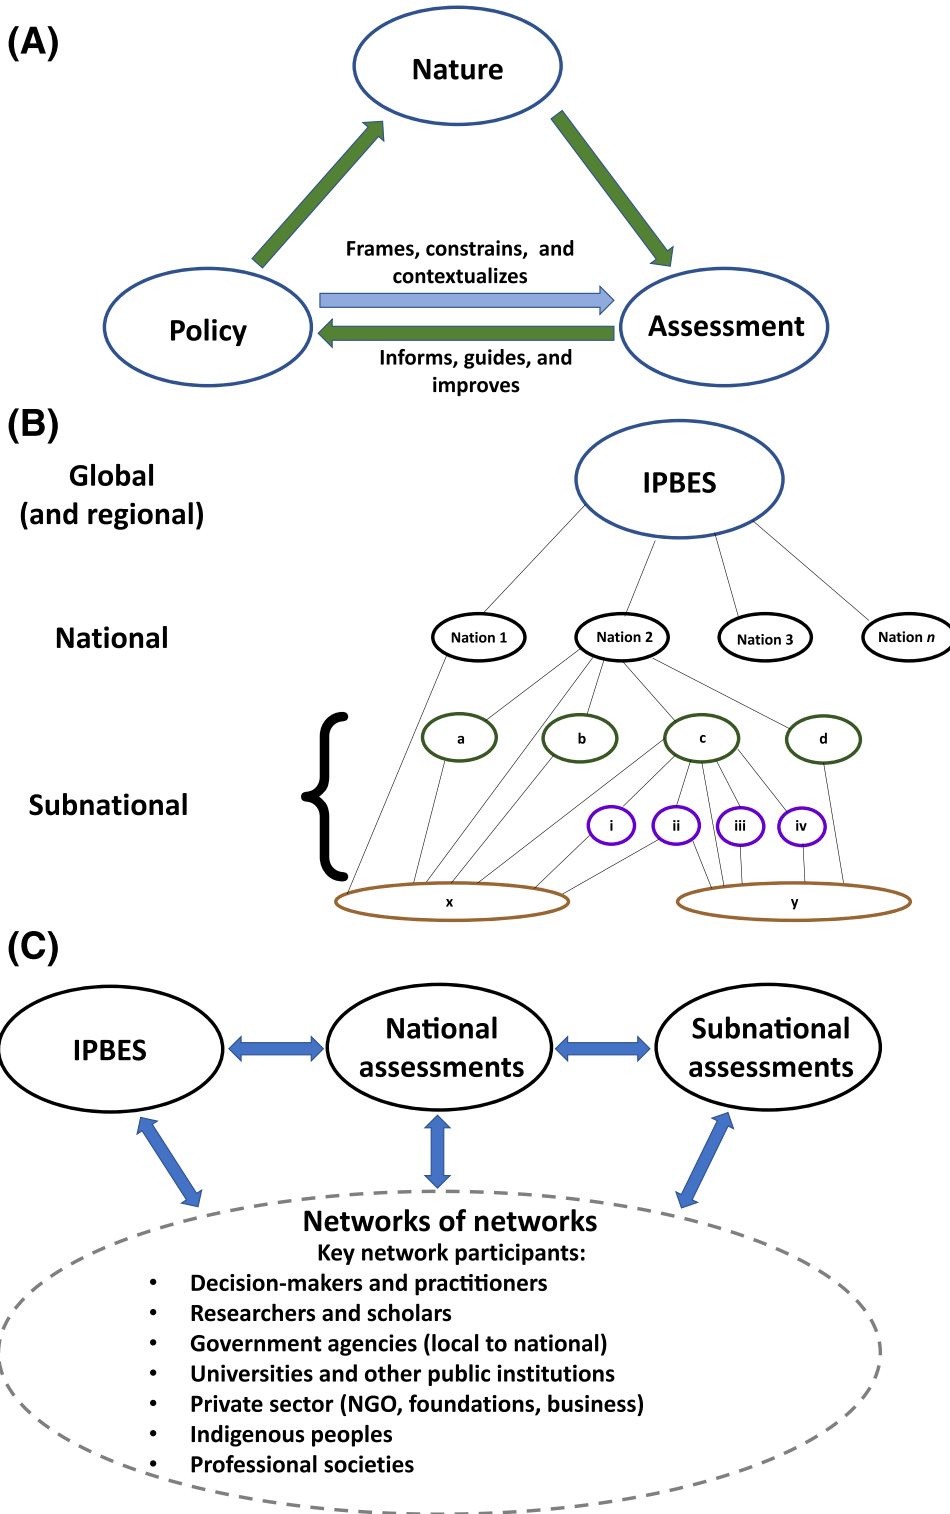 (A)
Nature
Frames, constrains, and
contextualizes
Policy
Assessment
Informs, guides, and
improves
(B)
Global
(and regional)
IPBES
National
Nation 1
Nation 2
Nation 3
Nation n
a
b
c
d
Subnational
i
ii
iii
iv
x
y
(C)
IPBES
National
assessments
Subnational
assessments
Networks of networks
Key network participants:
• Decision-makers and practitioners
• Researchers and scholars
• Government agencies (local to national)
• Universities and other public institutions
• Private sector (NGO, foundations, business)
• Indigenous peoples
• Professional societies